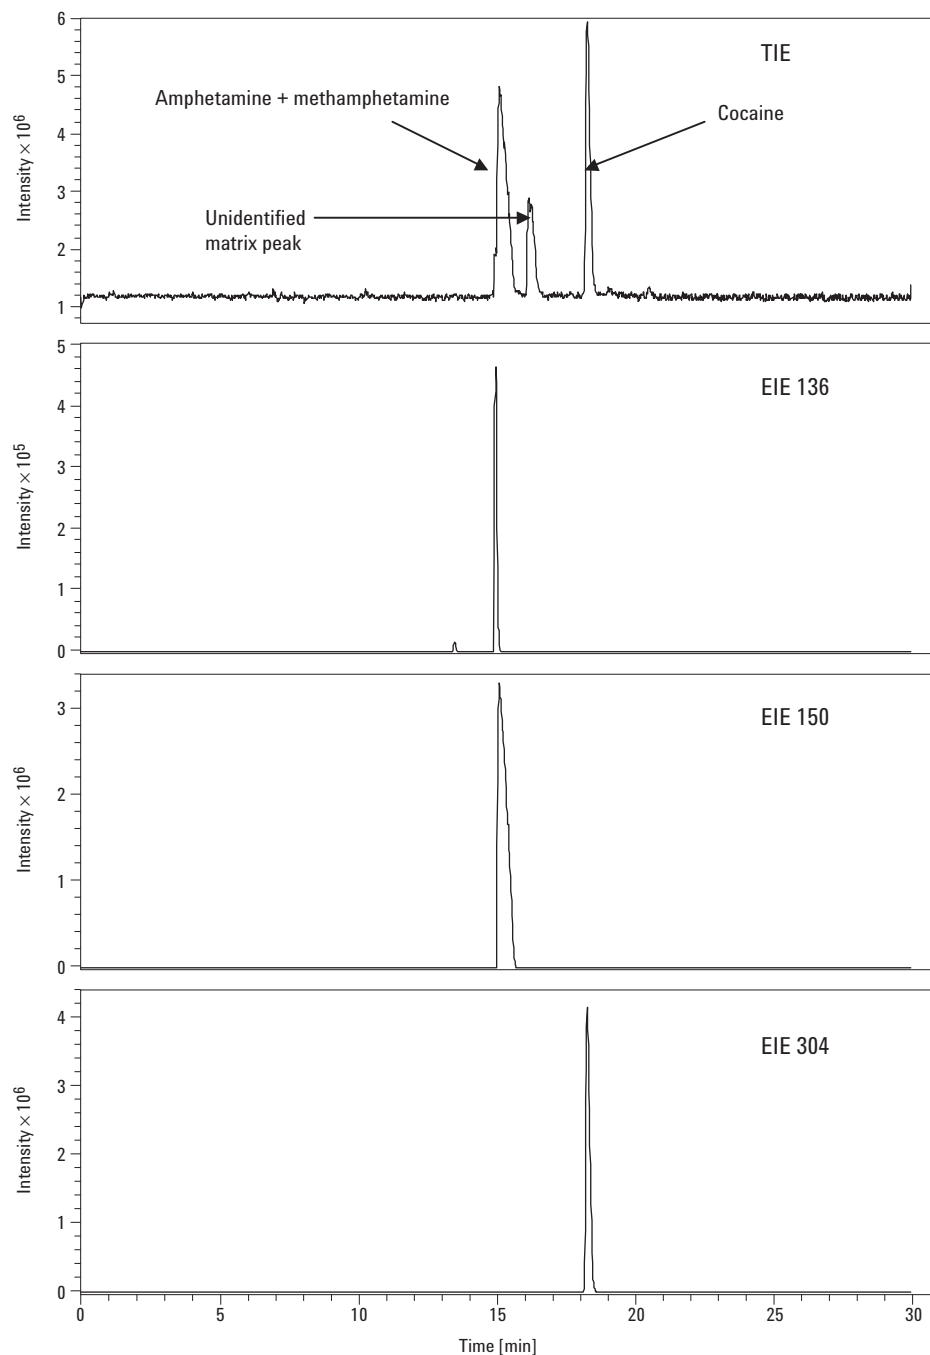 6
5
4
3
2
1
Intensity × 10⁶
TIE
Amphetamine + methamphetamine
Cocaine
Unidentified
matrix peak
5
4
3
2
1
0
Intensity × 10⁵
EIE 136
3
2
1
0
Intensity × 10⁶
EIE 150
4
3
2
1
0
Intensity × 10⁶
EIE 304
0 5 10 15 20 25 30
Time [min]